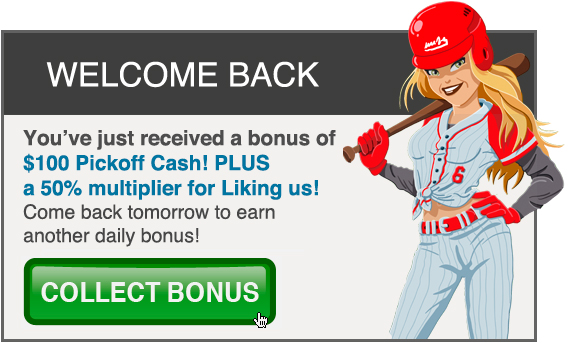 WELCOME BACK
You’ve just received a bonus of
$100 Pickoff Cash! PLUS
a 50% multiplier for Liking us!
Come back tomorrow to earn
another daily bonus!
COLLECT BONUS
6